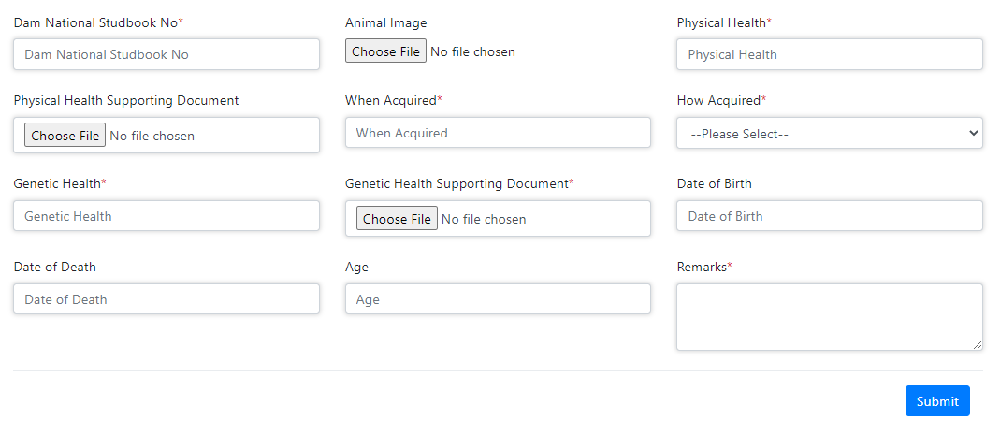 Dam National Studbook No*
Animal Image
Physical Health*
Dam National Studbook No
Choose File No file chosen
Physical Health
Physical Health Supporting Document
When Acquired*
How Acquired*
Choose File No file chosen
When Acquired
--Please Select--
Genetic Health*
Genetic Health Supporting Document*
Date of Birth
Genetic Health
Choose File No file chosen
Date of Birth
Date of Death
Age
Remarks*
Date of Death
Age
Submit